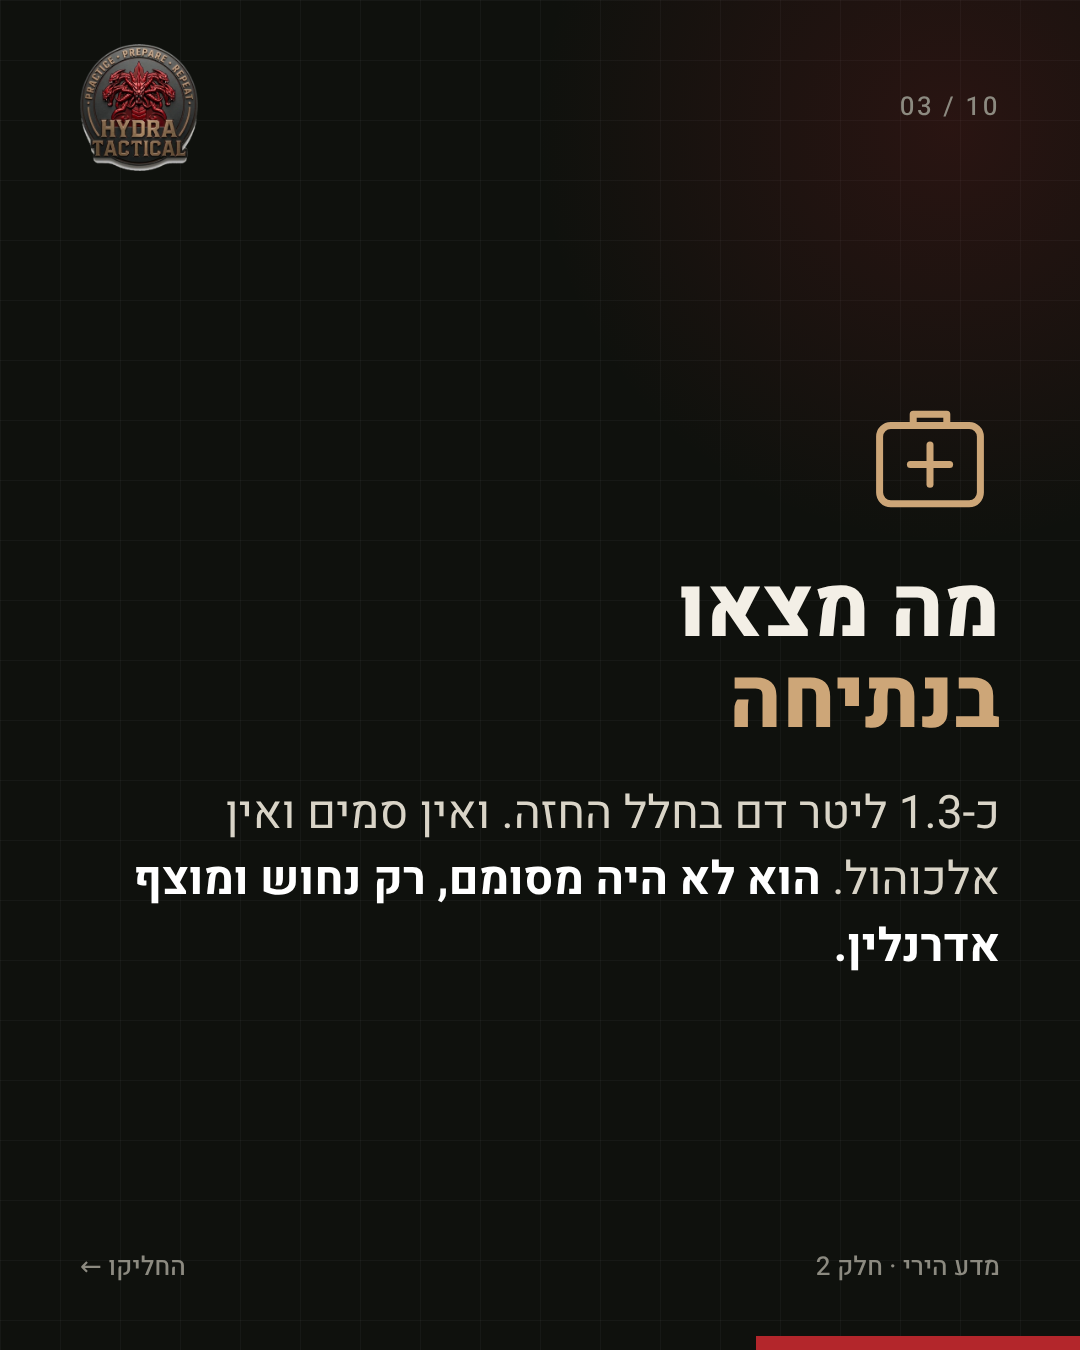 PRACTICE · PREPARE · REPEAT
HYDRA
TACTICAL
03 / 10
מה מצאו
בנתיחה
כ-1.3 ליטר דם בחלל החזה. ואין סמים ואין
אלכוהול. הוא לא היה מסומם, רק נחוש ומוצף
אדרנלין.
מדע הירי · חלק 2
החליקו ←